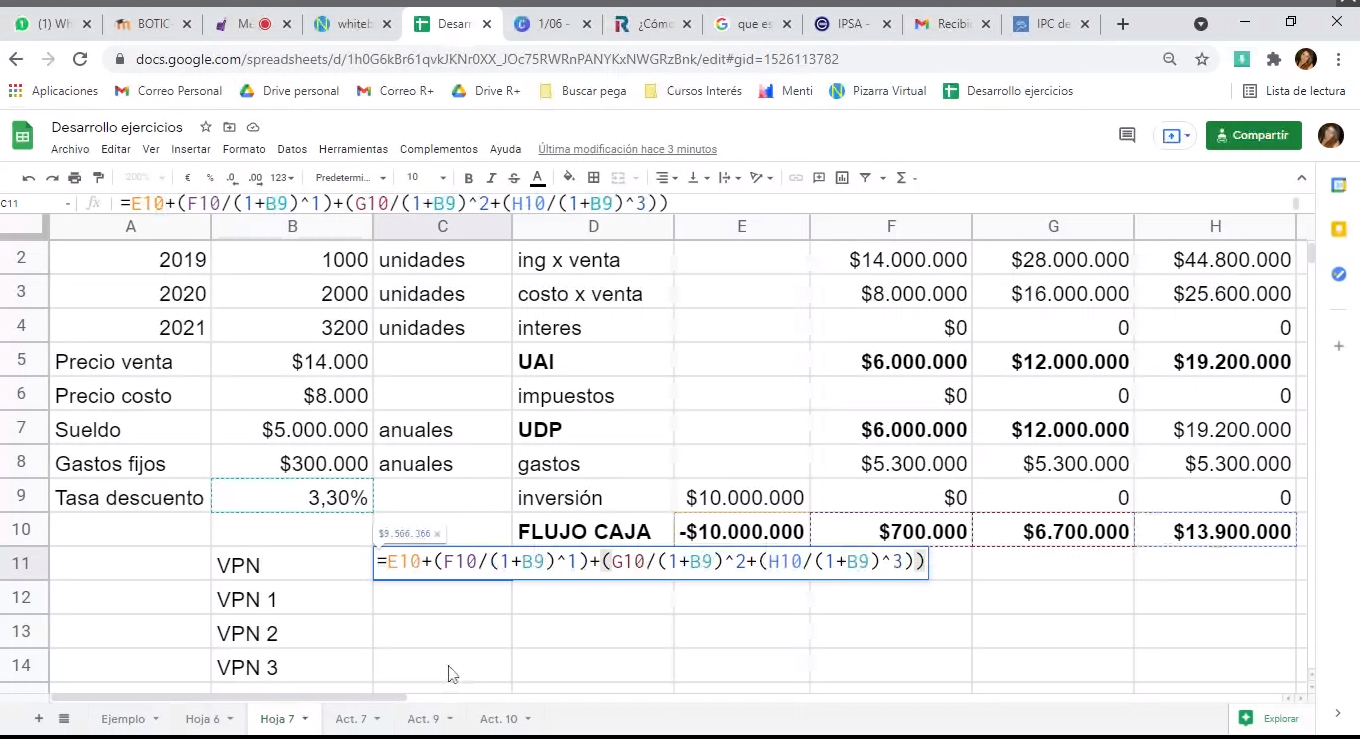 (1) Wh
BOTIC
Me
whiteb
Desarr
1/06 -
¿Cómo
que es
IPSA -
Recibi
IPC de
docs.google.com/spreadsheets/d/1h0G6kBr61qvkJKNr0XX_JOc75RWRnPANYKxNWGRzBnk/edit#gid=1526113782
Aplicaciones Correo Personal Drive personal Correo R+ Drive R+ Buscar pega Cursos Interés Menti Pizarra Virtual Desarrollo ejercicios Lista de lectura
Desarrollo ejercicios
Archivo Editar Ver Insertar Formato Datos Herramientas Complementos Ayuda Última modificación hace 3 minutos
Compartir
200% € % .0 .00 123 Predetermi... 10 B I S A Σ
C11 fx =E10+(F10/(1+B9)^1)+(G10/(1+B9)^2+(H10/(1+B9)^3))
A B C D E F G H
2 2019 1000 unidades ing x venta $14.000.000 $28.000.000 $44.800.000
3 2020 2000 unidades costo x venta $8.000.000 $16.000.000 $25.600.000
4 2021 3200 unidades interes $0 0 0
5 Precio venta $14.000 UAI $6.000.000 $12.000.000 $19.200.000
6 Precio costo $8.000 impuestos $0 0 0
7 Sueldo $5.000.000 anuales UDP $6.000.000 $12.000.000 $19.200.000
8 Gastos fijos $300.000 anuales gastos $5.300.000 $5.300.000 $5.300.000
9 Tasa descuento 3,30% inversión $10.000.000 $0 0 0
10 $9.566.366 × FLUJO CAJA -$10.000.000 $700.000 $6.700.000 $13.900.000
11 VPN =E10+(F10/(1+B9)^1)+(G10/(1+B9)^2+(H10/(1+B9)^3))
12 VPN 1
13 VPN 2
14 VPN 3
Ejemplo Hoja 6 Hoja 7 Act. 7 Act. 9 Act. 10 Explorar